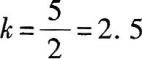 k = 5/2 = 2.5